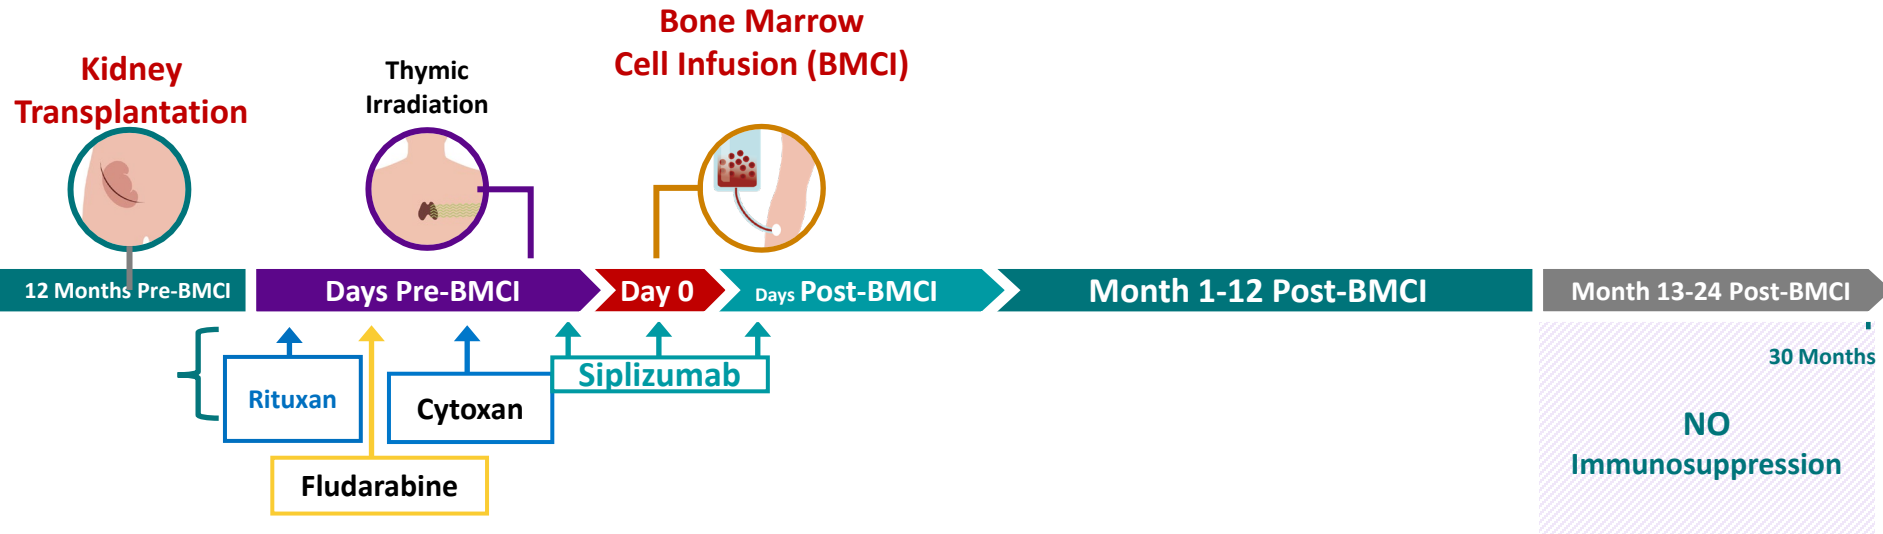 Kidney
Transplantation
Thymic
Irradiation
Bone Marrow
Cell Infusion (BMCI)
12 Months Pre-BMCI
Days Pre-BMCI
Day 0
Days Post-BMCI
Month 1-12 Post-BMCI
Month 13-24 Post-BMCI
Rituxan
Fludarabine
Cytoxan
Siplizumab
30 Months
NO
Immunosuppression